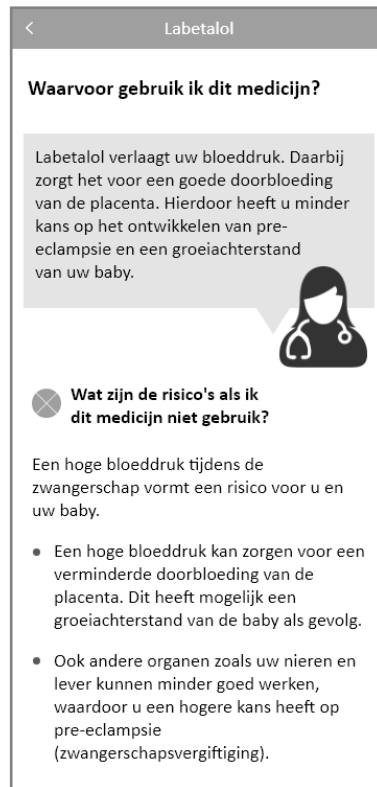 Labetalol
Waarvoor gebruik ik dit medicijn?
Labetalol verlaagt uw bloeddruk. Daarbij
zorgt het voor een goede doorbloeding
van de placenta. Hierdoor heeft u minder
kans op het ontwikkelen van pre-
eclampsie en een groeiachterstand
van uw baby.
Wat zijn de risico's als ik
dit medicijn niet gebruik?
Een hoge bloeddruk tijdens de
zwangerschap vormt een risico voor u en
uw baby.
• Een hoge bloeddruk kan zorgen voor een
verminderde doorbloeding van de
placenta. Dit heeft mogelijk een
groeiachterstand van de baby als gevolg.
• Ook andere organen zoals uw nieren en
lever kunnen minder goed werken,
waardoor u een hogere kans heeft op
pre-eclampsie
(zwangerschapsvergiftiging).